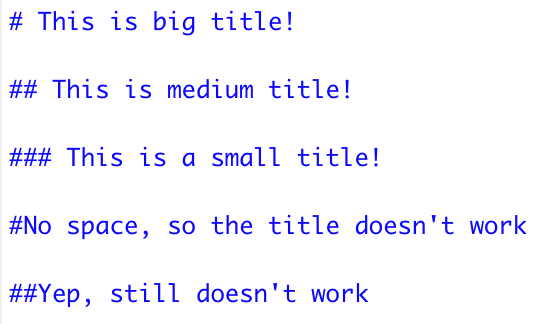 # This is big title!
## This is medium title!
### This is a small title!
#No space, so the title doesn't work
##Yep, still doesn't work